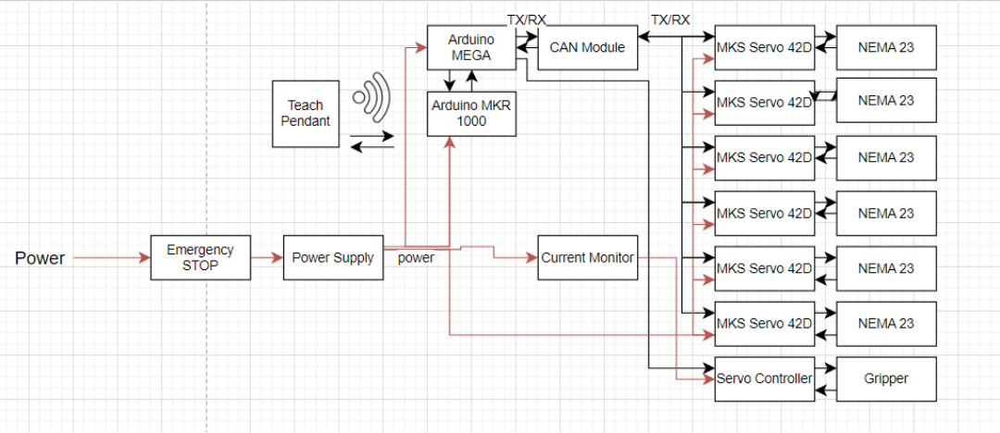 TX/RX
TX/RX
Arduino
MEGA
CAN Module
MKS Servo 42D
NEMA 23
Teach
Pendant
Arduino MKR
1000
MKS Servo 42D
NEMA 23
MKS Servo 42D
NEMA 23
MKS Servo 42D
NEMA 23
Power
Emergency
STOP
Power Supply
power
Current Monitor
MKS Servo 42D
NEMA 23
MKS Servo 42D
NEMA 23
Servo Controller
Gripper